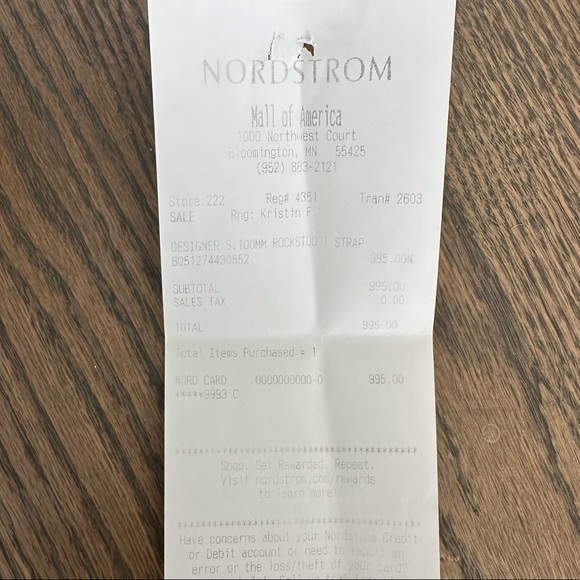 NORDSTROM
Mall of America
1000 Northwest Court
Bloomington, MN 55425
(952) 883-2121
Store 222 Reg# 4351 Tran# 2603
SALE Rng: Kristin F.
DESIGNER S:100MM ROCKSTUD T STRAP
B051274430552 995.00N
SUBTOTAL 995.00
SALES TAX 0.00
TOTAL 995.00
Total Items Purchased = 1
NORD CARD 0000000000-0 995.00
*****9993 C
****************************************
Shop. Get Rewarded. Repeat.
Visit nordstrom.com/rewards
to learn more!
****************************************
Have concerns about your Nordstrom Credit
or Debit account or need to report an
error or the loss/theft of your card?